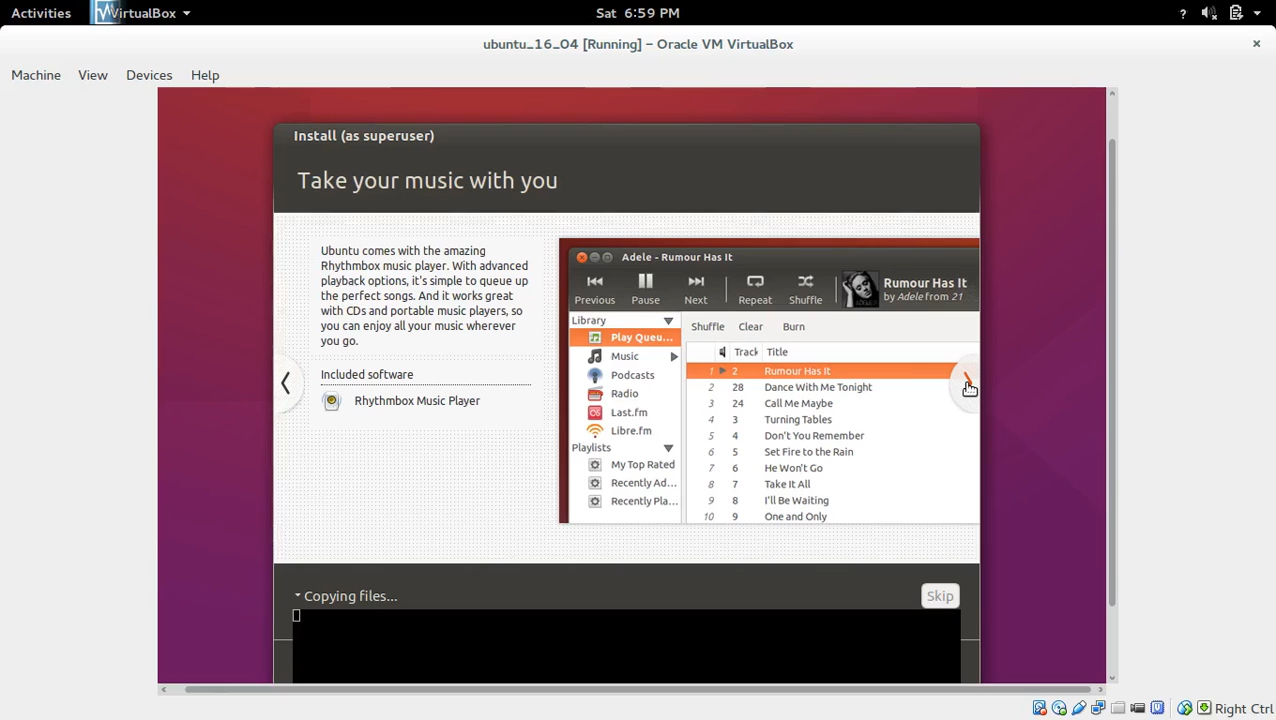 Activities VirtualBox Sat 6:59 PM ?
ubuntu_16_04 [Running] – Oracle VM VirtualBox
Machine View Devices Help
Install (as superuser)
Take your music with you
Ubuntu comes with the amazing
Rhythmbox music player. With advanced
playback options, it's simple to queue up
the perfect songs. And it works great
with CDs and portable music players, so
you can enjoy all your music wherever
you go.
Included software
Rhythmbox Music Player
Adele - Rumour Has It
Previous Pause Next Repeat Shuffle
Rumour Has It
by Adele from 21
Library
Play Queu...
Music
Podcasts
Radio
Last.fm
Libre.fm
Playlists
My Top Rated
Recently Ad...
Recently Pla...
Shuffle Clear Burn
Track Title
1 2 Rumour Has It
2 28 Dance With Me Tonight
3 24 Call Me Maybe
4 3 Turning Tables
5 4 Don't You Remember
6 5 Set Fire to the Rain
7 6 He Won't Go
8 7 Take It All
9 8 I'll Be Waiting
10 9 One and Only
Copying files...
Skip
Right Ctrl